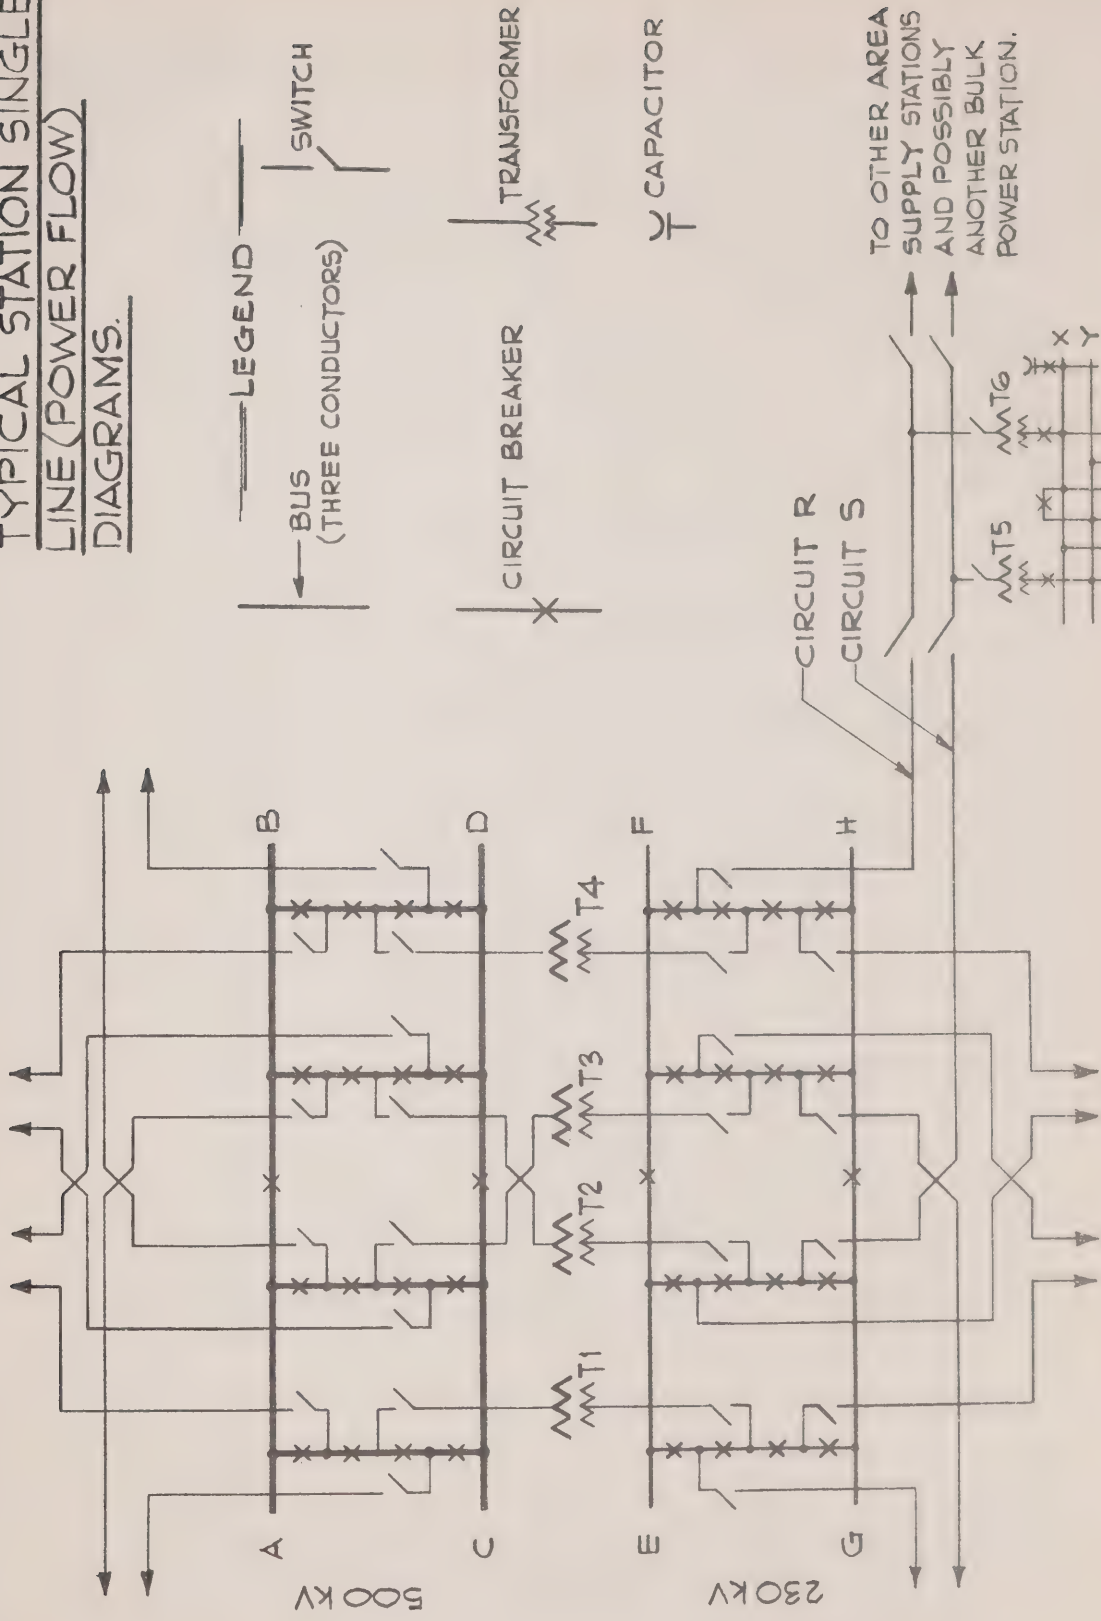 TYPICAL STATION SINGLE
LINE (POWER FLOW)
DIAGRAMS.
LEGEND
BUS
(THREE CONDUCTORS)
SWITCH
CIRCUIT BREAKER
TRANSFORMER
CAPACITOR
TO OTHER AREA
SUPPLY STATIONS
AND POSSIBLY
ANOTHER BULK
POWER STATION.
CIRCUIT R
CIRCUIT S
T5
T6
X
Y
A
B
500 KV
C
D
T1
T2
T3
T4
E
F
230 KV
G
H